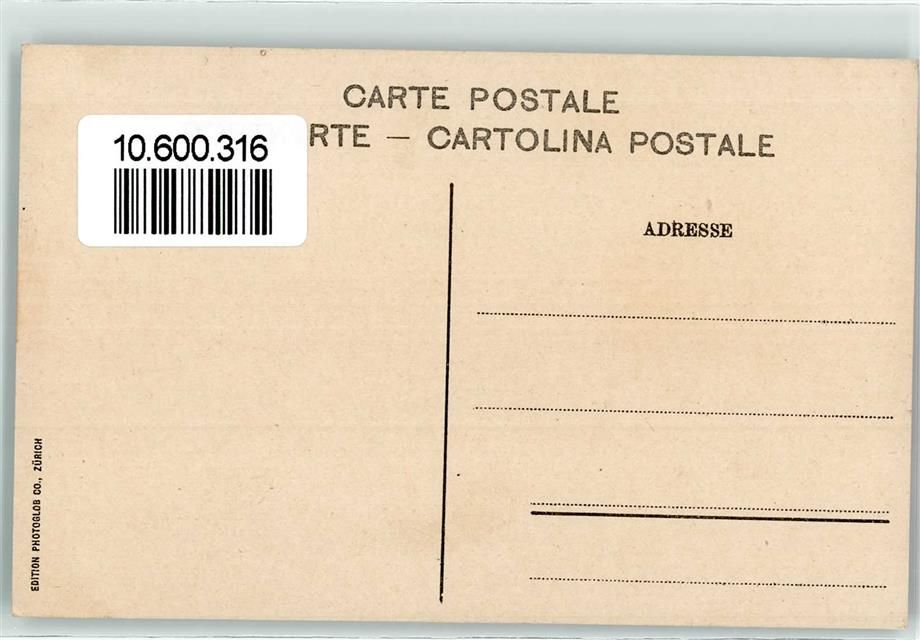 CARTE POSTALE
RTE — CARTOLINA POSTALE
10.600.316
ADRESSE
EDITION PHOTOGLOB CO., ZÜRICH